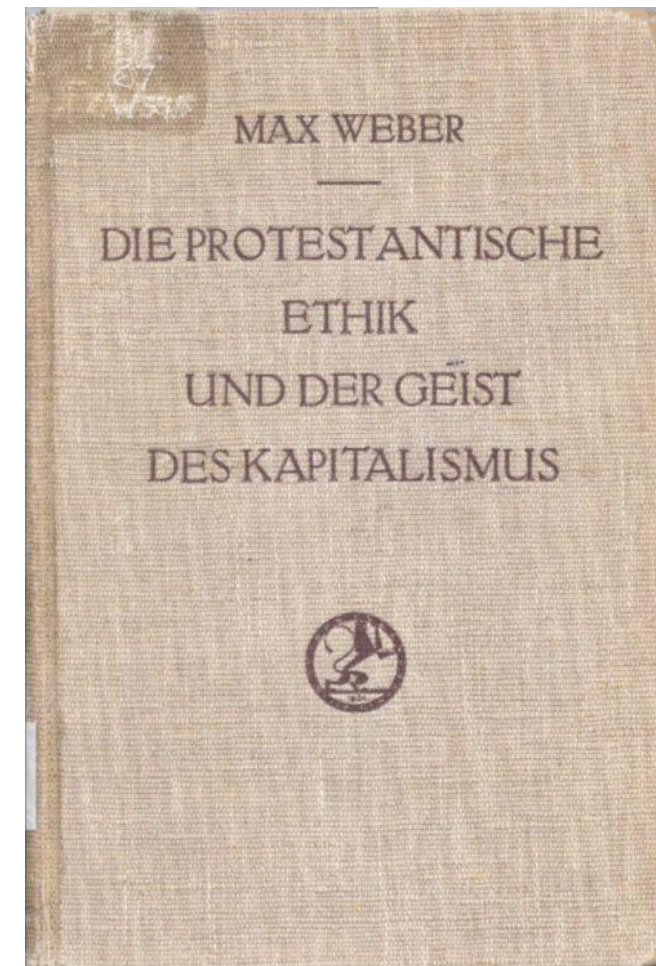 MAX WEBER
DIE PROTESTANTISCHE
ETHIK
UND DER GEIST
DES KAPITALISMUS